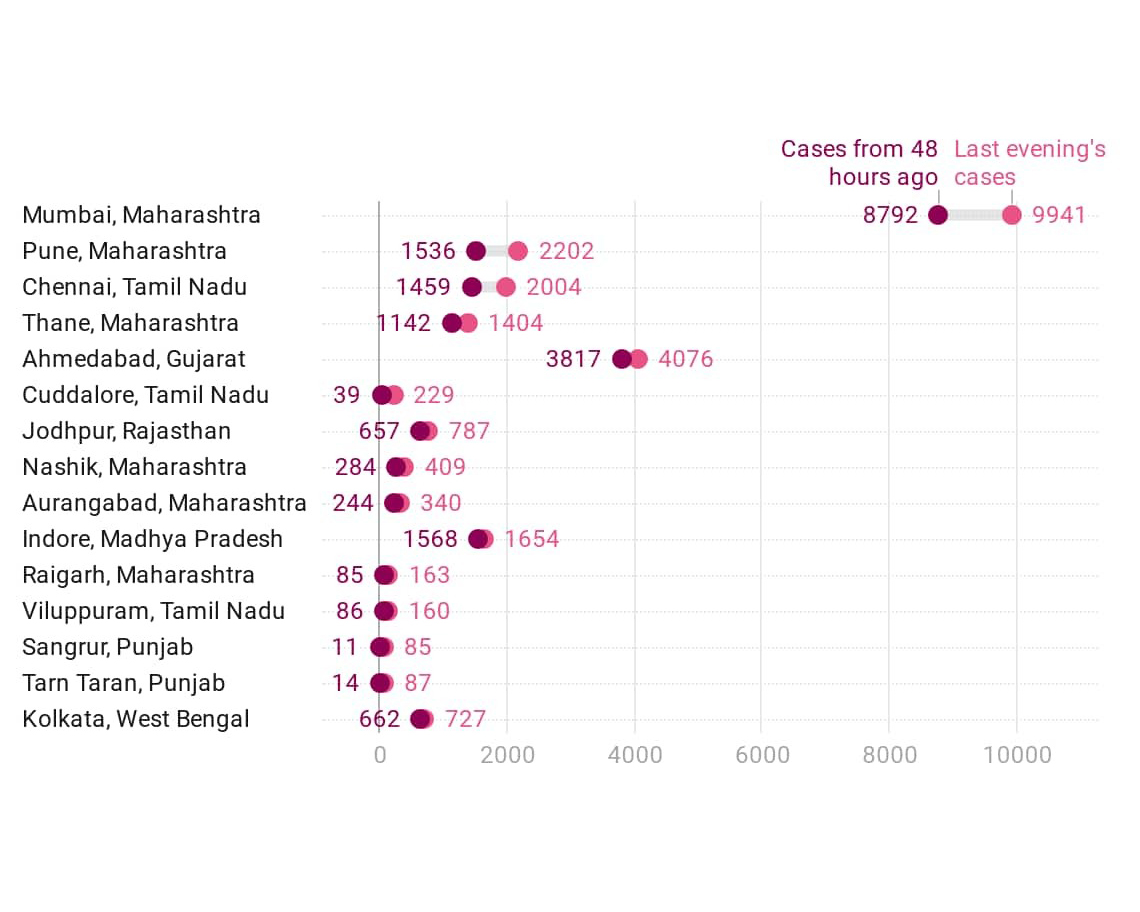 Cases from 48 Last evening's
hours ago cases
Mumbai, Maharashtra 8792 9941
Pune, Maharashtra 1536 2202
Chennai, Tamil Nadu 1459 2004
Thane, Maharashtra 1142 1404
Ahmedabad, Gujarat 3817 4076
Cuddalore, Tamil Nadu 39 229
Jodhpur, Rajasthan 657 787
Nashik, Maharashtra 284 409
Aurangabad, Maharashtra 244 340
Indore, Madhya Pradesh 1568 1654
Raigarh, Maharashtra 85 163
Viluppuram, Tamil Nadu 86 160
Sangrur, Punjab 11 85
Tarn Taran, Punjab 14 87
Kolkata, West Bengal 662 727
0 2000 4000 6000 8000 10000